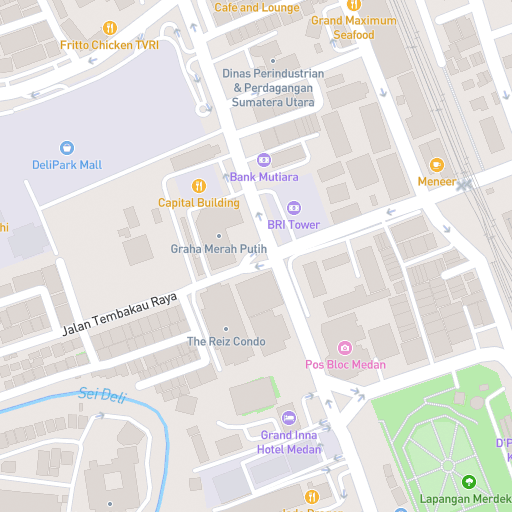 Cafe and Lounge
Grand Maximum
Seafood
Fritto Chicken TVRI
Dinas Perindustrian
& Perdagangan
Sumatera Utara
DeliPark Mall
Bank Mutiara
Meneer
Capital Building
BRI Tower
hi
Graha Merah Putih
Jalan Tembakau Raya
The Reiz Condo
Pos Bloc Medan
Sei Deli
Grand Inna
Hotel Medan
D'P
K
Lapangan Merdek